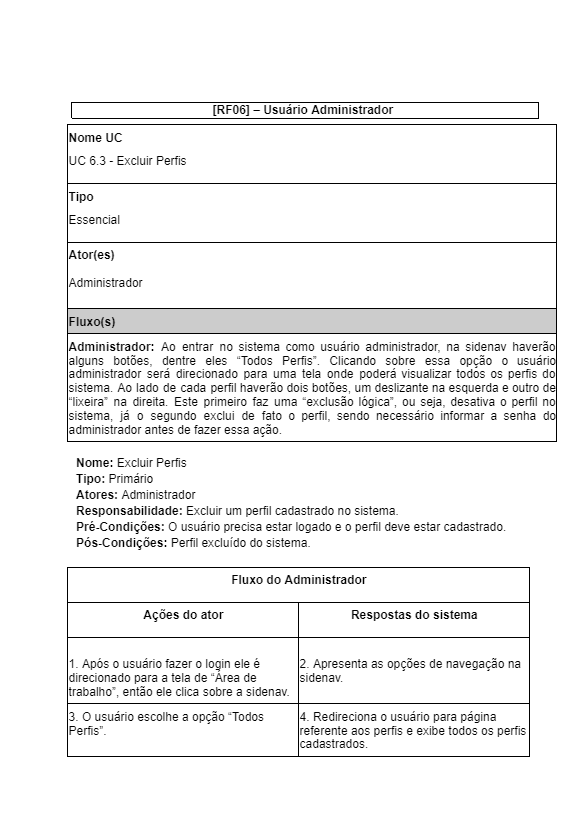 [RF06] – Usuário Administrador
Nome UC
UC 6.3 - Excluir Perfis
Tipo
Essencial
Ator(es)
Administrador
Fluxo(s)
Administrador: Ao entrar no sistema como usuário administrador, na sidenav haverão
alguns botões, dentre eles “Todos Perfis”. Clicando sobre essa opção o usuário
administrador será direcionado para uma tela onde poderá visualizar todos os perfis do
sistema. Ao lado de cada perfil haverão dois botões, um deslizante na esquerda e outro de
“lixeira” na direita. Este primeiro faz uma “exclusão lógica”, ou seja, desativa o perfil no
sistema, já o segundo exclui de fato o perfil, sendo necessário informar a senha do
administrador antes de fazer essa ação.
Nome: Excluir Perfis
Tipo: Primário
Atores: Administrador
Responsabilidade: Excluir um perfil cadastrado no sistema.
Pré-Condições: O usuário precisa estar logado e o perfil deve estar cadastrado.
Pós-Condições: Perfil excluído do sistema.
Fluxo do Administrador
Ações do ator
Respostas do sistema
1. Após o usuário fazer o login ele é
direcionado para a tela de “Área de
trabalho”, então ele clica sobre a sidenav.
2. Apresenta as opções de navegação na
sidenav.
3. O usuário escolhe a opção “Todos
Perfis”.
4. Redireciona o usuário para página
referente aos perfis e exibe todos os perfis
cadastrados.